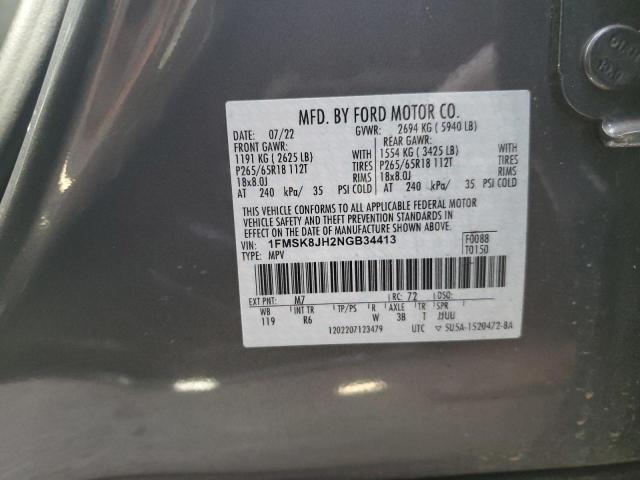 MFD. BY FORD MOTOR CO.
DATE: 07/22 GVWR: 2694 KG ( 5940 LB)
FRONT GAWR: REAR GAWR:
1191 KG ( 2625 LB) WITH 1554 KG ( 3425 LB) WITH
P265/65R18 112T TIRES P265/65R18 112T TIRES
18x8.0J RIMS 18x8.0J RIMS
AT 240 kPa/ 35 PSI COLD AT 240 kPa/ 35 PSI COLD
THIS VEHICLE CONFORMS TO ALL APPLICABLE FEDERAL MOTOR
VEHICLE SAFETY AND THEFT PREVENTION STANDARDS IN
EFFECT ON THE DATE OF MANUFACTURE SHOWN ABOVE.
VIN: 1FMSK8JH2NGB34413 F0088
TYPE: MPV T0150
EXT PNT: M7 RC: 72 DSO:
WB INT TR TP/PS R AXLE TR SPR
119 R6 W 3B T JUU
1202207123479 UTC ▽ SU5A-1520472-BA